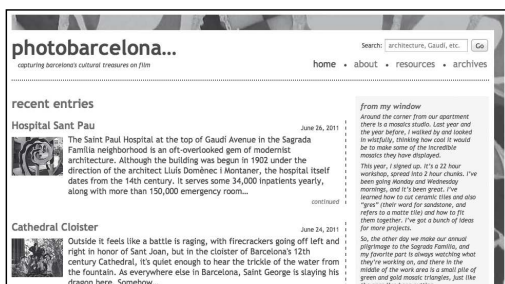 photobarcelona...
capturing barcelona's cultural treasures on film
Search: architecture, Gaudí, etc. Go
home • about • resources • archives
recent entries
Hospital Sant Pau
June 26, 2011
The Saint Paul Hospital at the top of Gaudí Avenue in the Sagrada
Família neighborhood is an oft-overlooked gem of modernist
architecture. Although the building was begun in 1902 under the
direction of the architect Lluís Domènec i Montaner, the hospital itself
dates from the 14th century. It serves some 34,000 inpatients yearly,
along with more than 150,000 emergency room...
continued
Cathedral Cloister
June 24, 2011
Outside it feels like a battle is raging, with firecrackers going off left and
right in honor of Sant Joan, but in the cloister of Barcelona's 12th
century Cathedral, it's quiet enough to hear the trickle of the water from
the fountain. As everywhere else in Barcelona, Saint George is slaying his
dragon here. Somehow
from my window
Around the corner from our apartment
there is a mosaics studio. Last year and
the year before, I walked by and looked
in wistfully, thinking how cool it would
be to make some of the incredible
mosaics they have displayed.
This year, I signed up. It's a 22 hour
workshop, spread into 2 hour chunks. I've
been going Monday and Wednesday
mornings, and it's been great. I've
learned how to cut ceramic tiles and also
"gres" (their word for sandstone, and
refers to a matte tile) and how to fit
them together. I've got a bunch of ideas
for more projects.
So, the other day we made our annual
pilgrimage to the Sagrada Família, and
my favorite part is always watching what
they're working on, and there in the
middle of the work area is a small pile of
green and gold mosaic triangles, just like